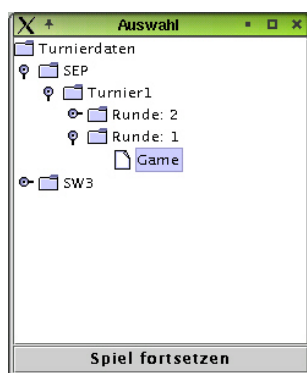 Auswahl
Turnierdaten
SEP
Turnier1
Runde: 2
Runde: 1
Game
SW3
Spiel fortsetzen